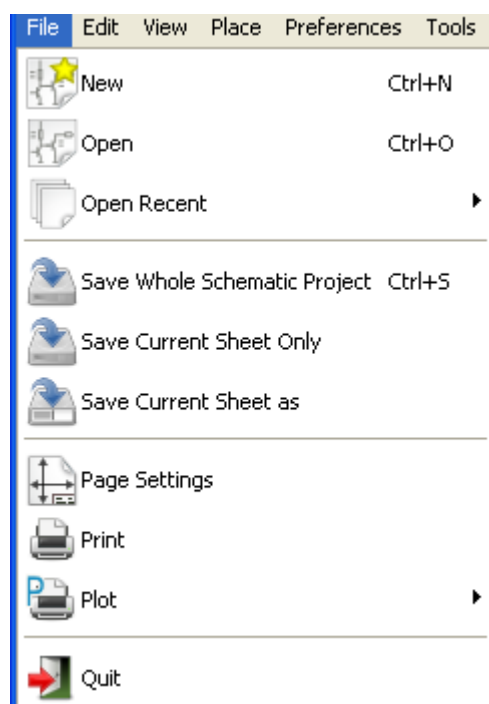 File Edit View Place Preferences Tools
New Ctrl+N
Open Ctrl+O
Open Recent
Save Whole Schematic Project Ctrl+S
Save Current Sheet Only
Save Current Sheet as
Page Settings
Print
P
Plot
Quit